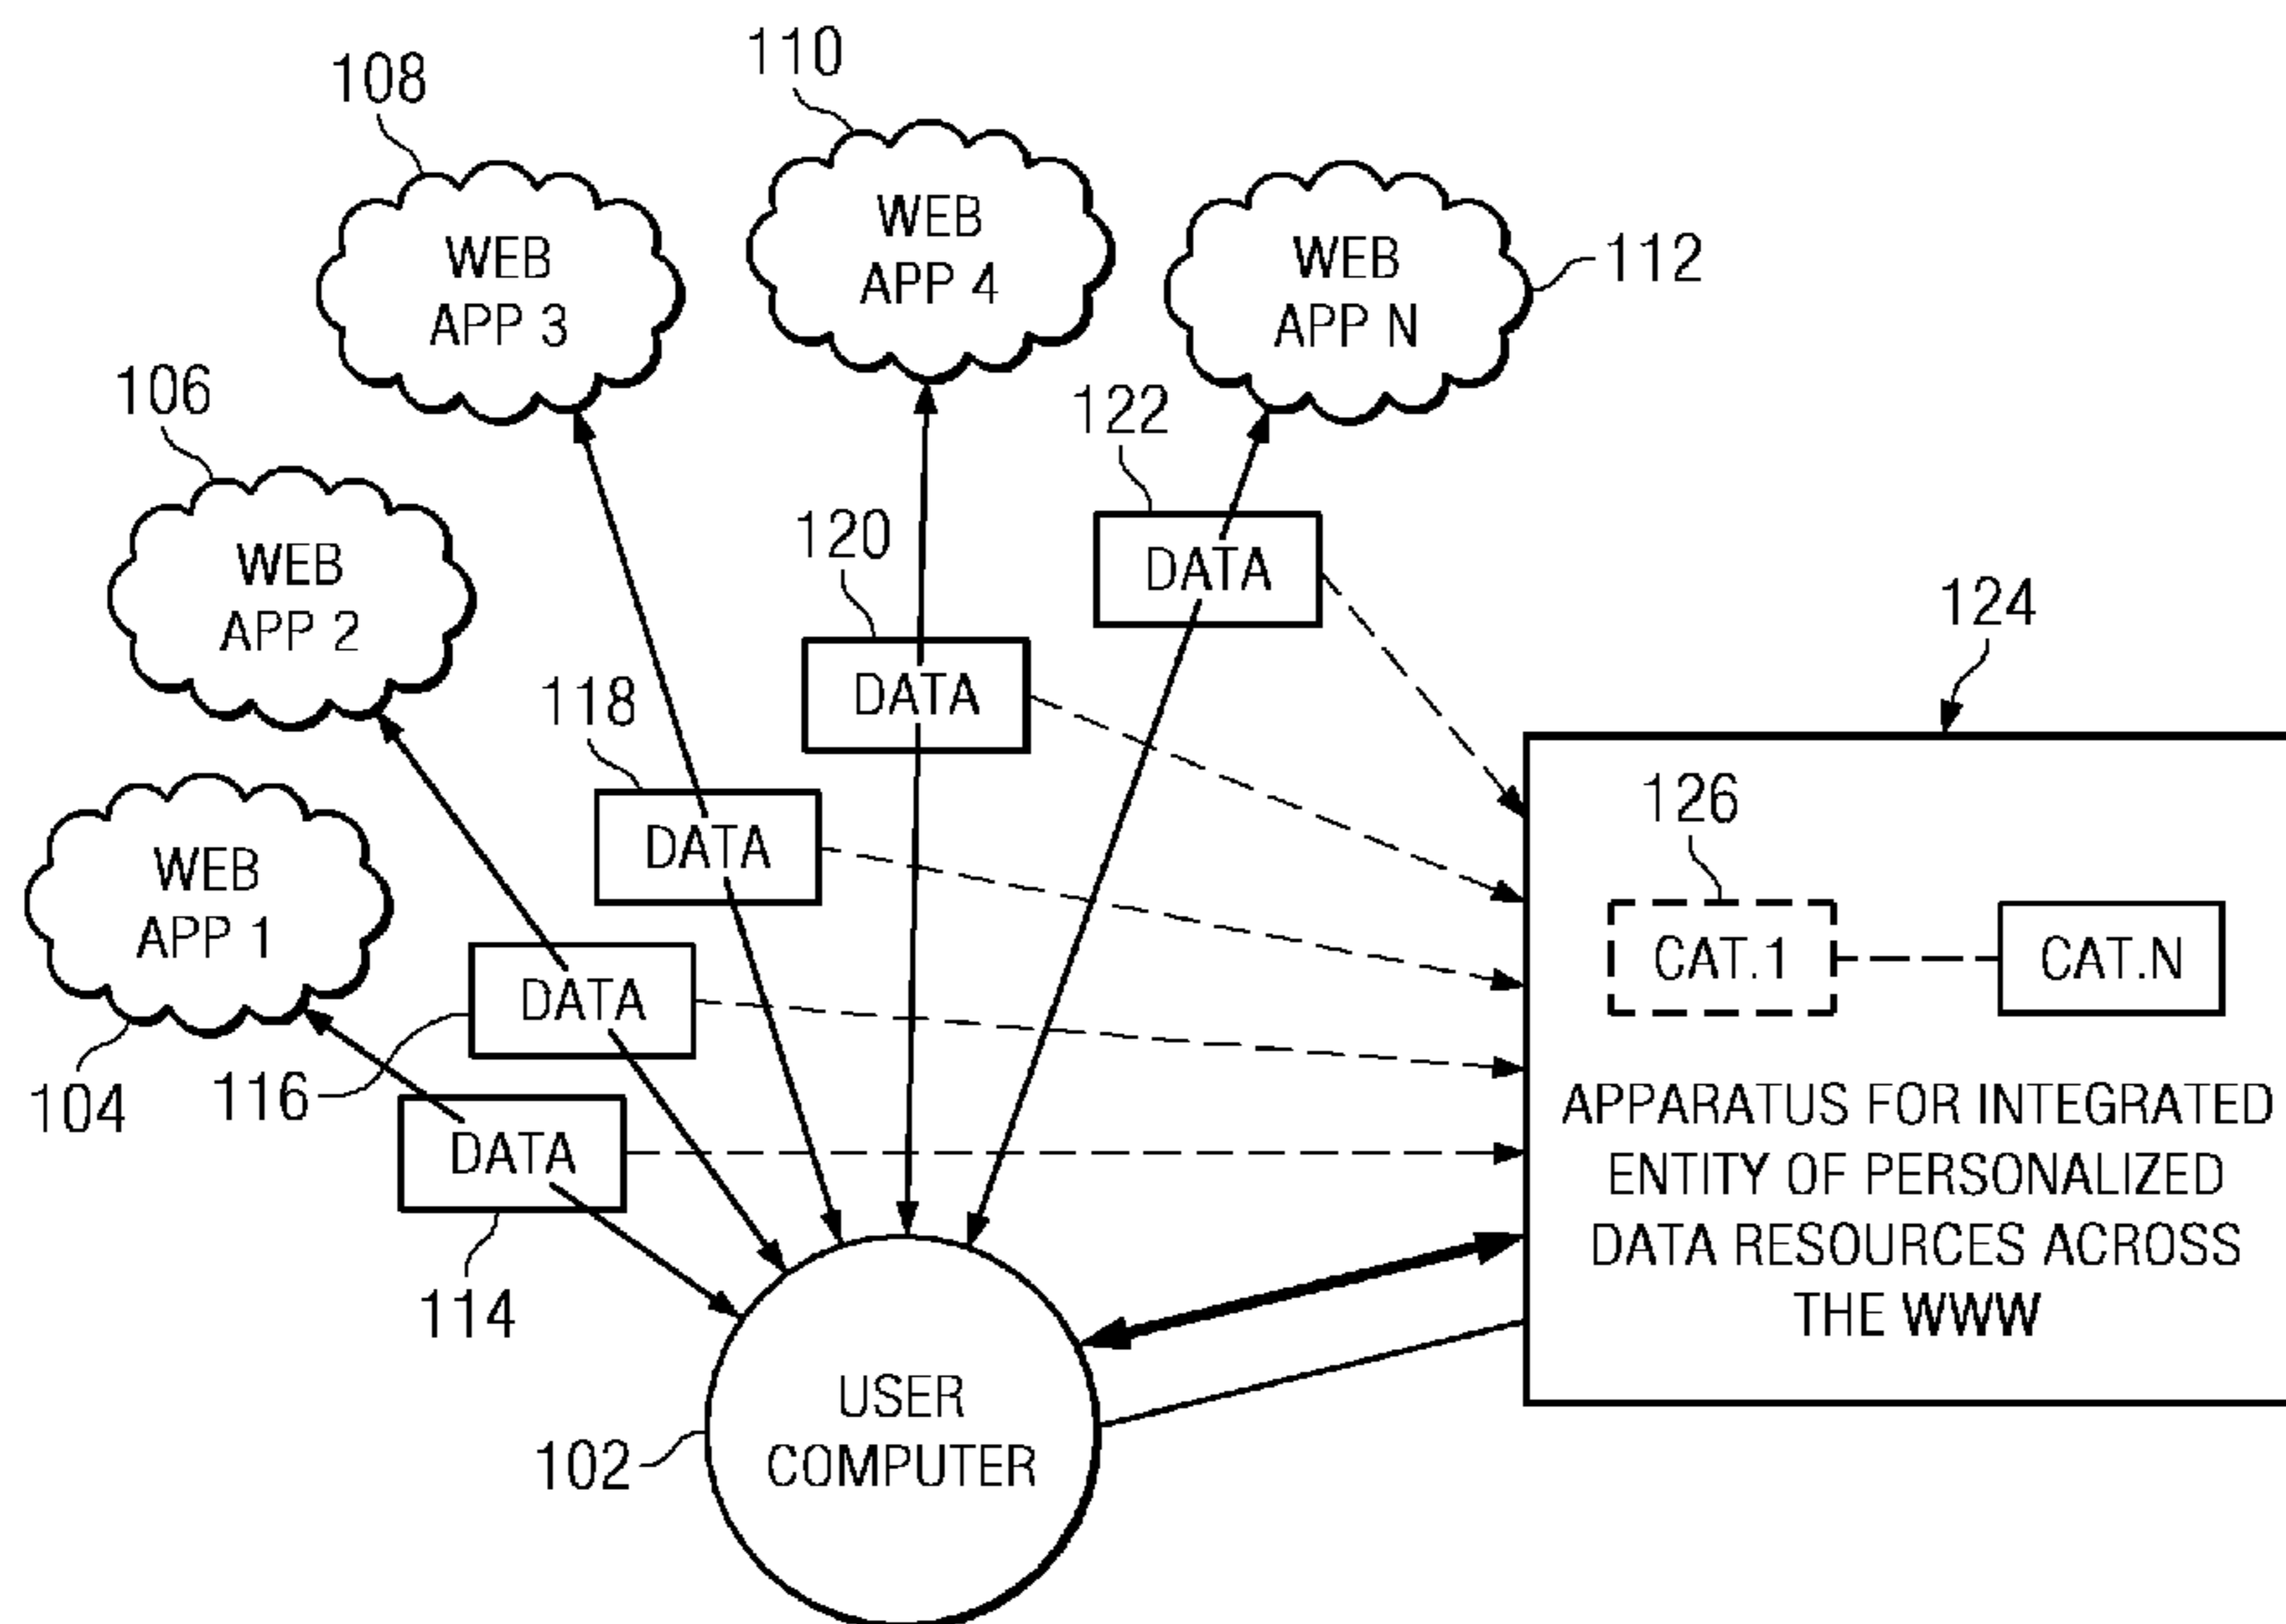 110
108
WEB
APP 4
WEB
APP 3
WEB
APP N
112
106
122
120
DATA
WEB
APP 2
124
118
DATA
126
DATA
WEB
APP 1
CAT.1
CAT.N
DATA
104
116
DATA
114
APPARATUS FOR INTEGRATED
ENTITY OF PERSONALIZED
DATA RESOURCES ACROSS
THE WWW
USER
COMPUTER
102